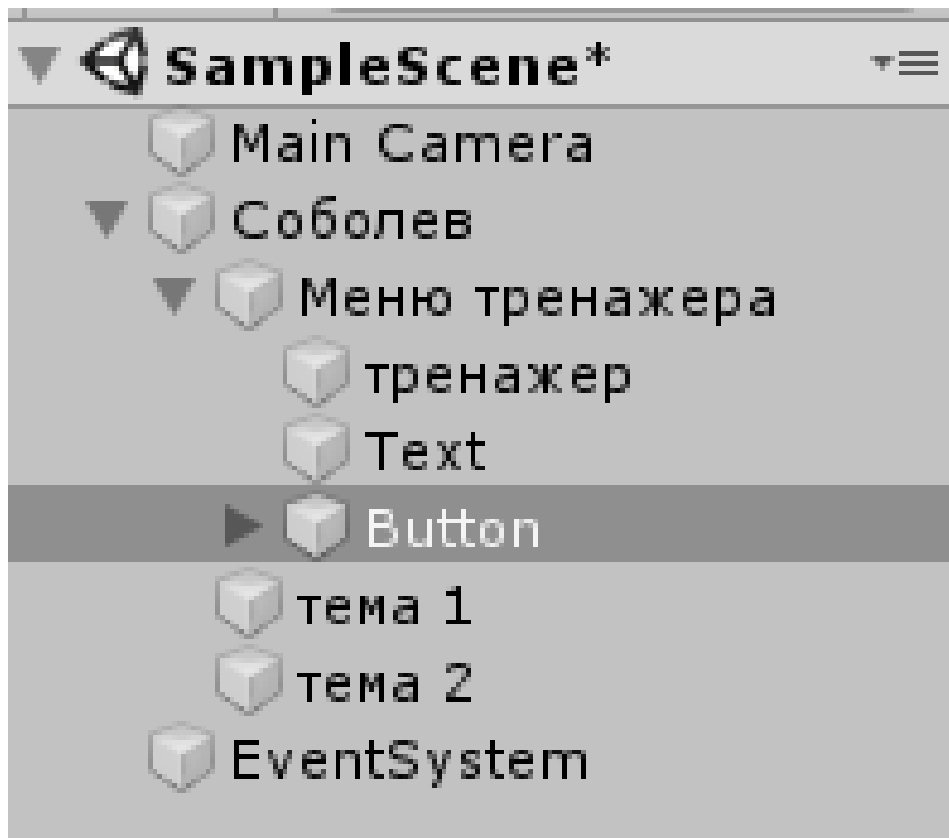 SampleScene*
Main Camera
Соболев
Меню тренажера
тренажер
Text
Button
тема 1
тема 2
EventSystem